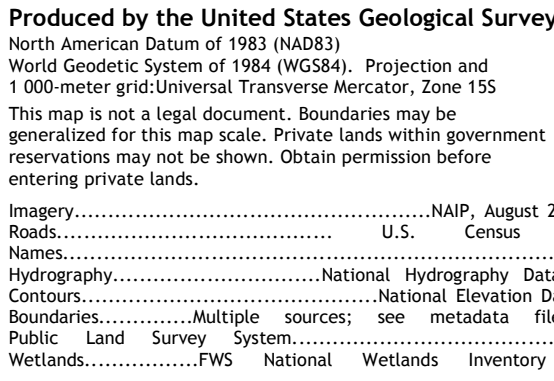 Produced by the United States Geological Survey
North American Datum of 1983 (NAD83)
World Geodetic System of 1984 (WGS84). Projection and
1 000-meter grid:Universal Transverse Mercator, Zone 15S
This map is not a legal document. Boundaries may be
generalized for this map scale. Private lands within government
reservations may not be shown. Obtain permission before
entering private lands.
Imagery.....................................................NAIP, August 2
Roads......................................... U.S. Census
Names...........................................................................
Hydrography...............................National Hydrography Data
Contours............................................National Elevation Da
Boundaries..............Multiple sources; see metadata file
Public Land Survey System.......................................
Wetlands.................FWS National Wetlands Inventory